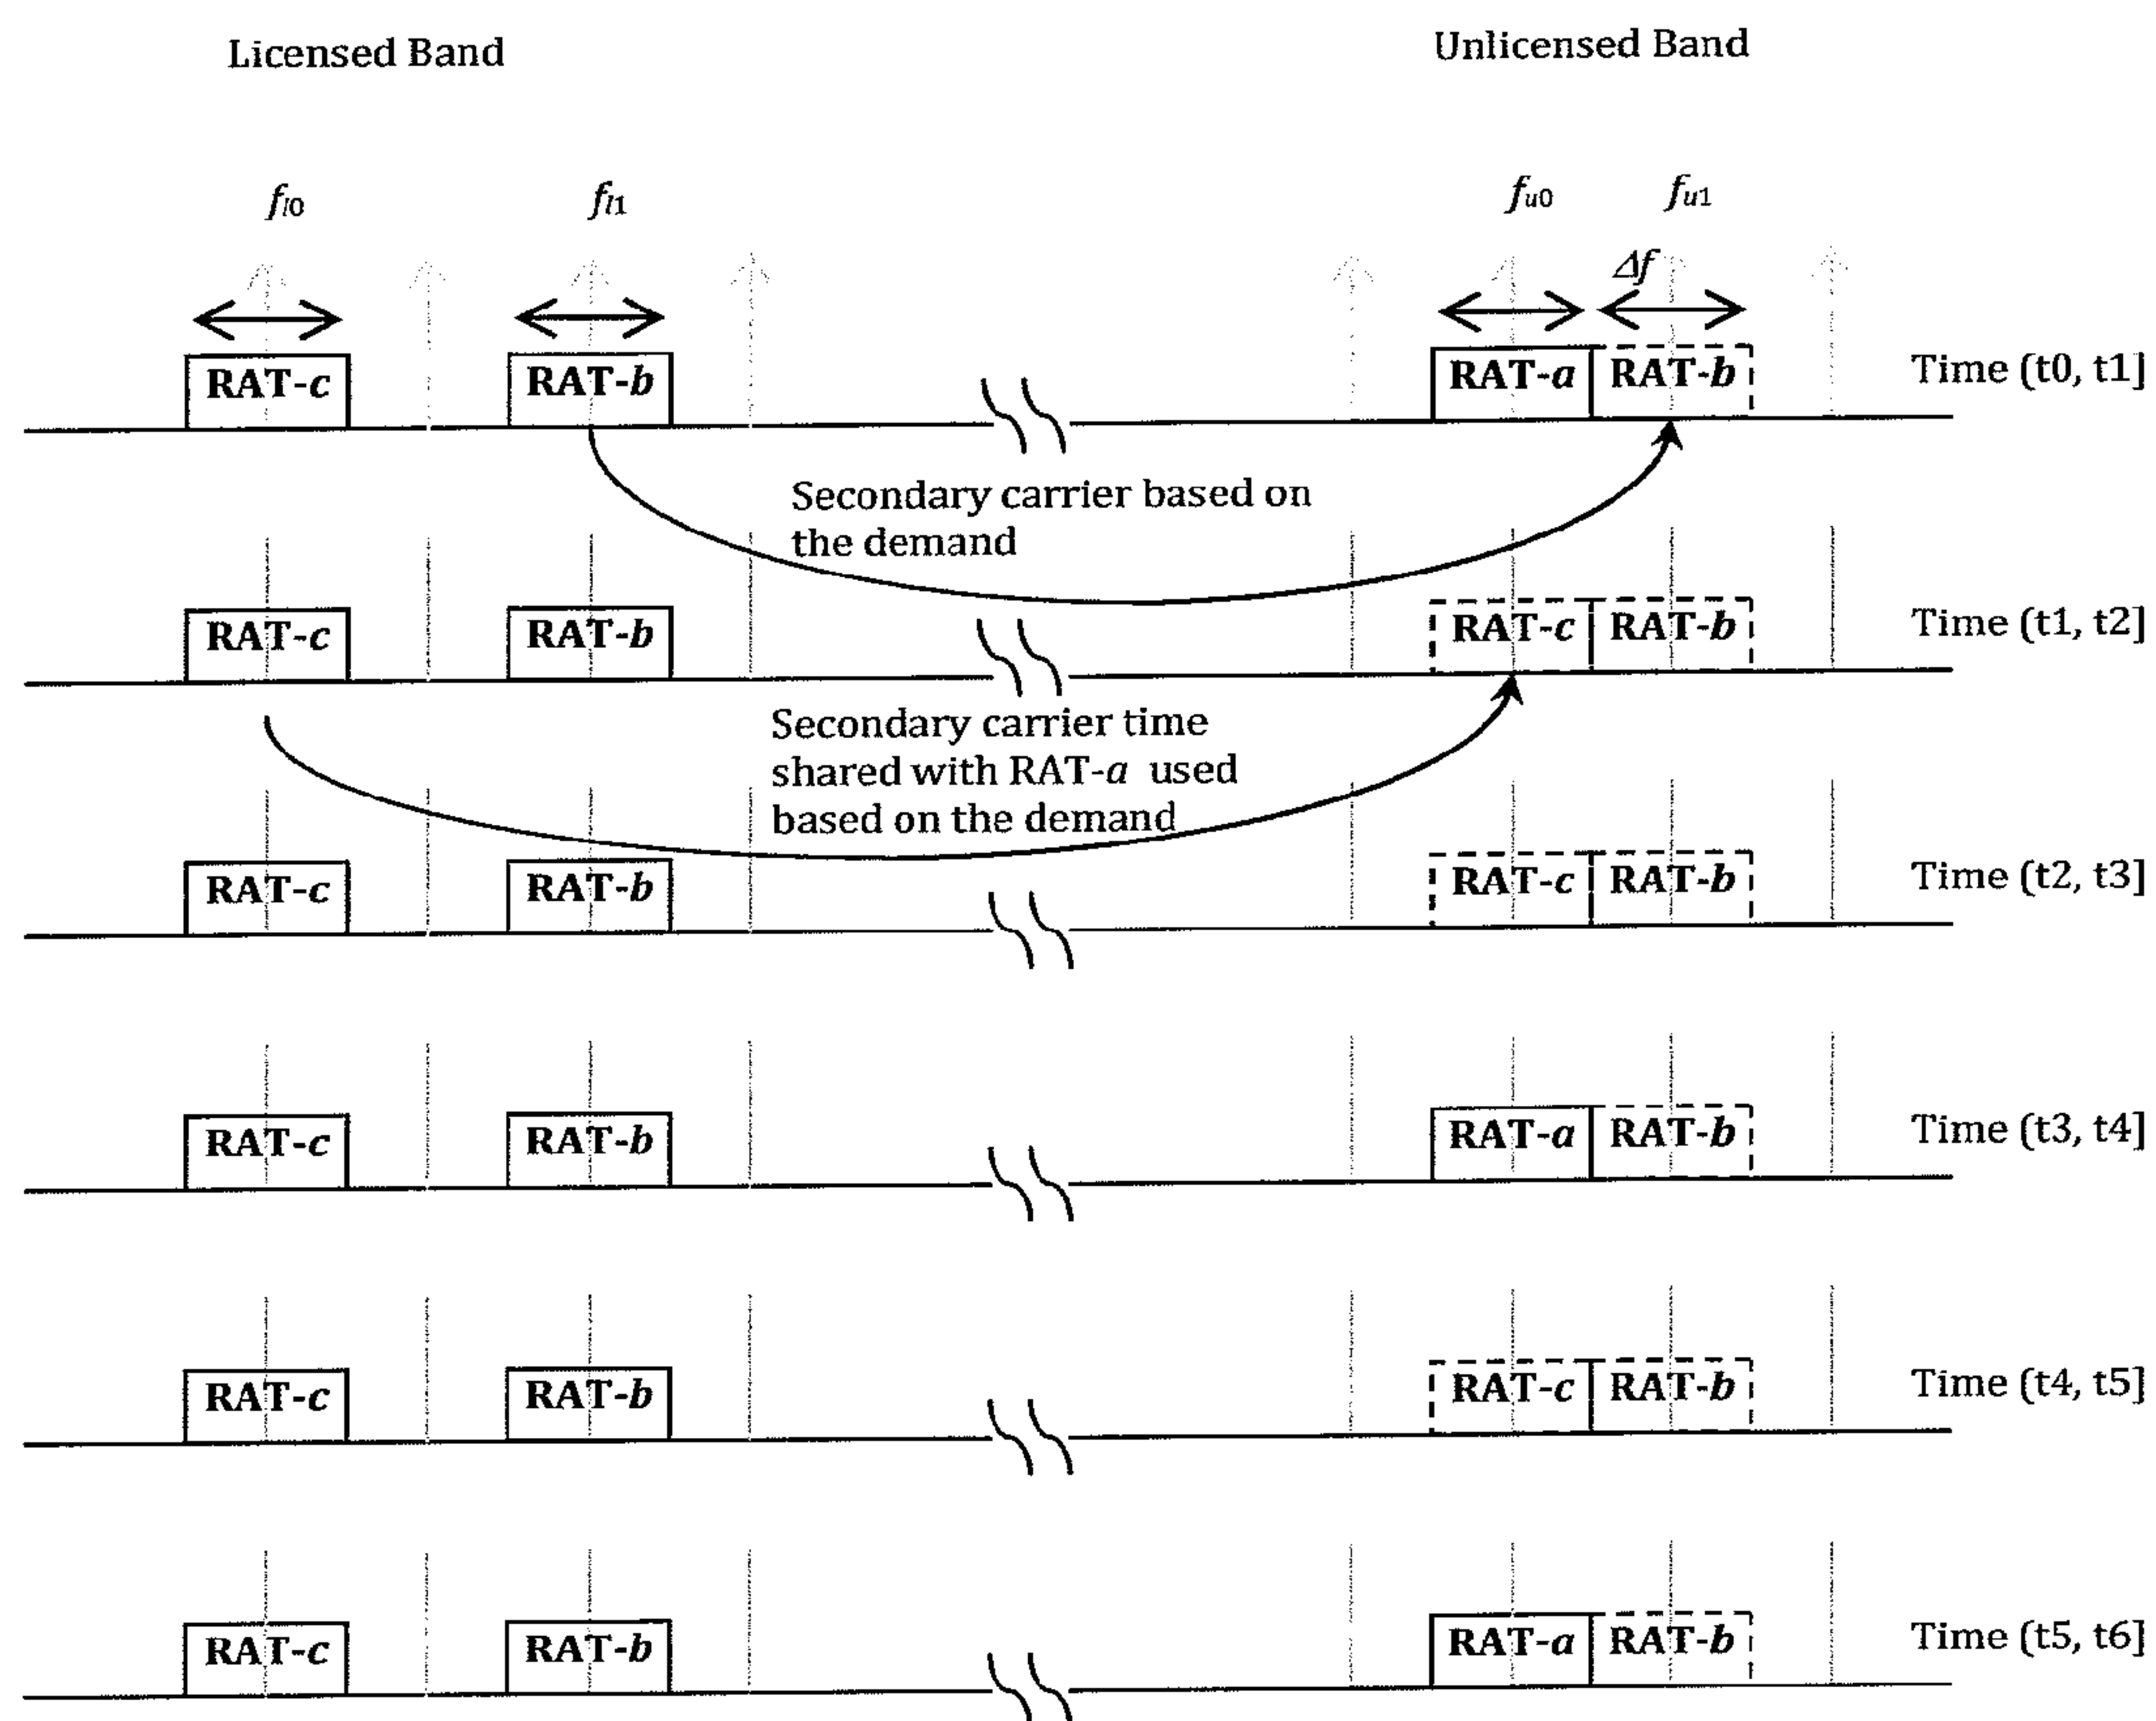 Licensed Band
Unlicensed Band
fl0
fl1
fu0
fu1
Δf
RAT-c
RAT-b
RAT-a
RAT-b
Time (t0, t1]
Secondary carrier based on
the demand
RAT-c
RAT-b
RAT-c
RAT-b
Time (t1, t2]
Secondary carrier time
shared with RAT-a used
based on the demand
RAT-c
RAT-b
RAT-c
RAT-b
Time (t2, t3]
RAT-c
RAT-b
RAT-a
RAT-b
Time (t3, t4]
RAT-c
RAT-b
RAT-c
RAT-b
Time (t4, t5]
RAT-c
RAT-b
RAT-a
RAT-b
Time (t5, t6]